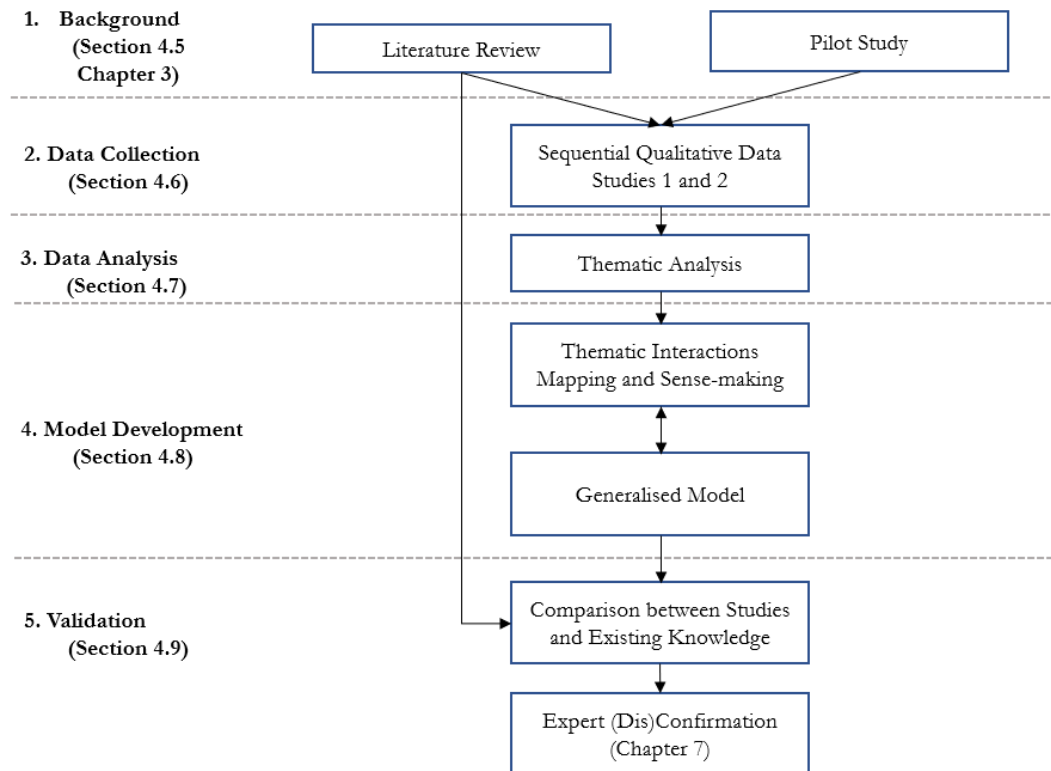 1. Background
(Section 4.5
Chapter 3)
Literature Review
Pilot Study
2. Data Collection
(Section 4.6)
Sequential Qualitative Data
Studies 1 and 2
3. Data Analysis
(Section 4.7)
Thematic Analysis
4. Model Development
(Section 4.8)
Thematic Interactions
Mapping and Sense-making
Generalised Model
5. Validation
(Section 4.9)
Comparison between Studies
and Existing Knowledge
Expert (Dis)Confirmation
(Chapter 7)